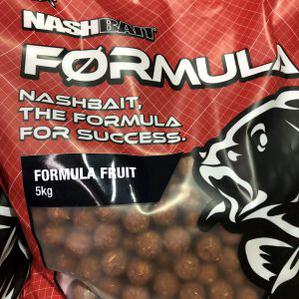 NASHBAIT
FØRMULA
NASHBAIT,
THE FORMULA
FOR SUCCESS.
FORMULA FRUIT
5kg